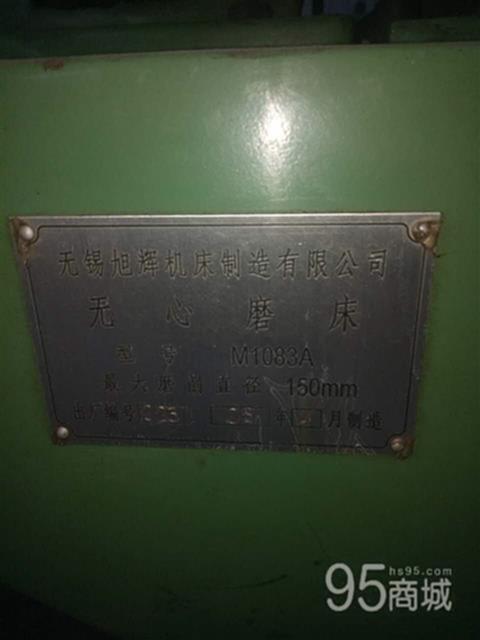 无锡旭辉机床制造有限公司
无心磨床
型号 M1083A
最大磨削直径 150mm
出厂编号 年 月制造
hs95.com
95商城